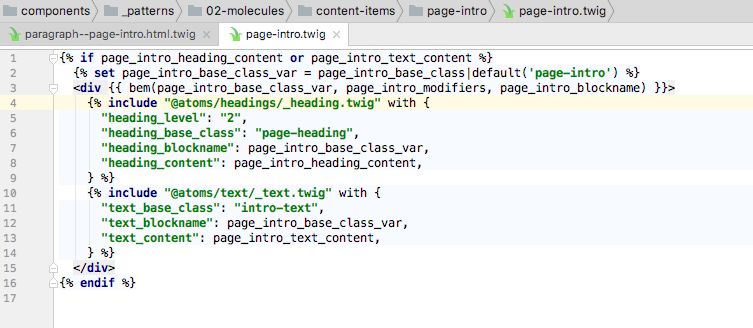 components _patterns 02-molecules content-items page-intro page-intro.twig
paragraph--page-intro.html.twig × page-intro.twig ×
1 {% if page_intro_heading_content or page_intro_text_content %}
2 {% set page_intro_base_class_var = page_intro_base_class|default('page-intro') %}
3 <div {{ bem(page_intro_base_class_var, page_intro_modifiers, page_intro_blockname) }}>
4 {% include "@atoms/headings/_heading.twig" with {
5 "heading_level": "2",
6 "heading_base_class": "page-heading",
7 "heading_blockname": page_intro_base_class_var,
8 "heading_content": page_intro_heading_content,
9 } %}
10 {% include "@atoms/text/_text.twig" with {
11 "text_base_class": "intro-text",
12 "text_blockname": page_intro_base_class_var,
13 "text_content": page_intro_text_content,
14 } %}
15 </div>
16 {% endif %}
17